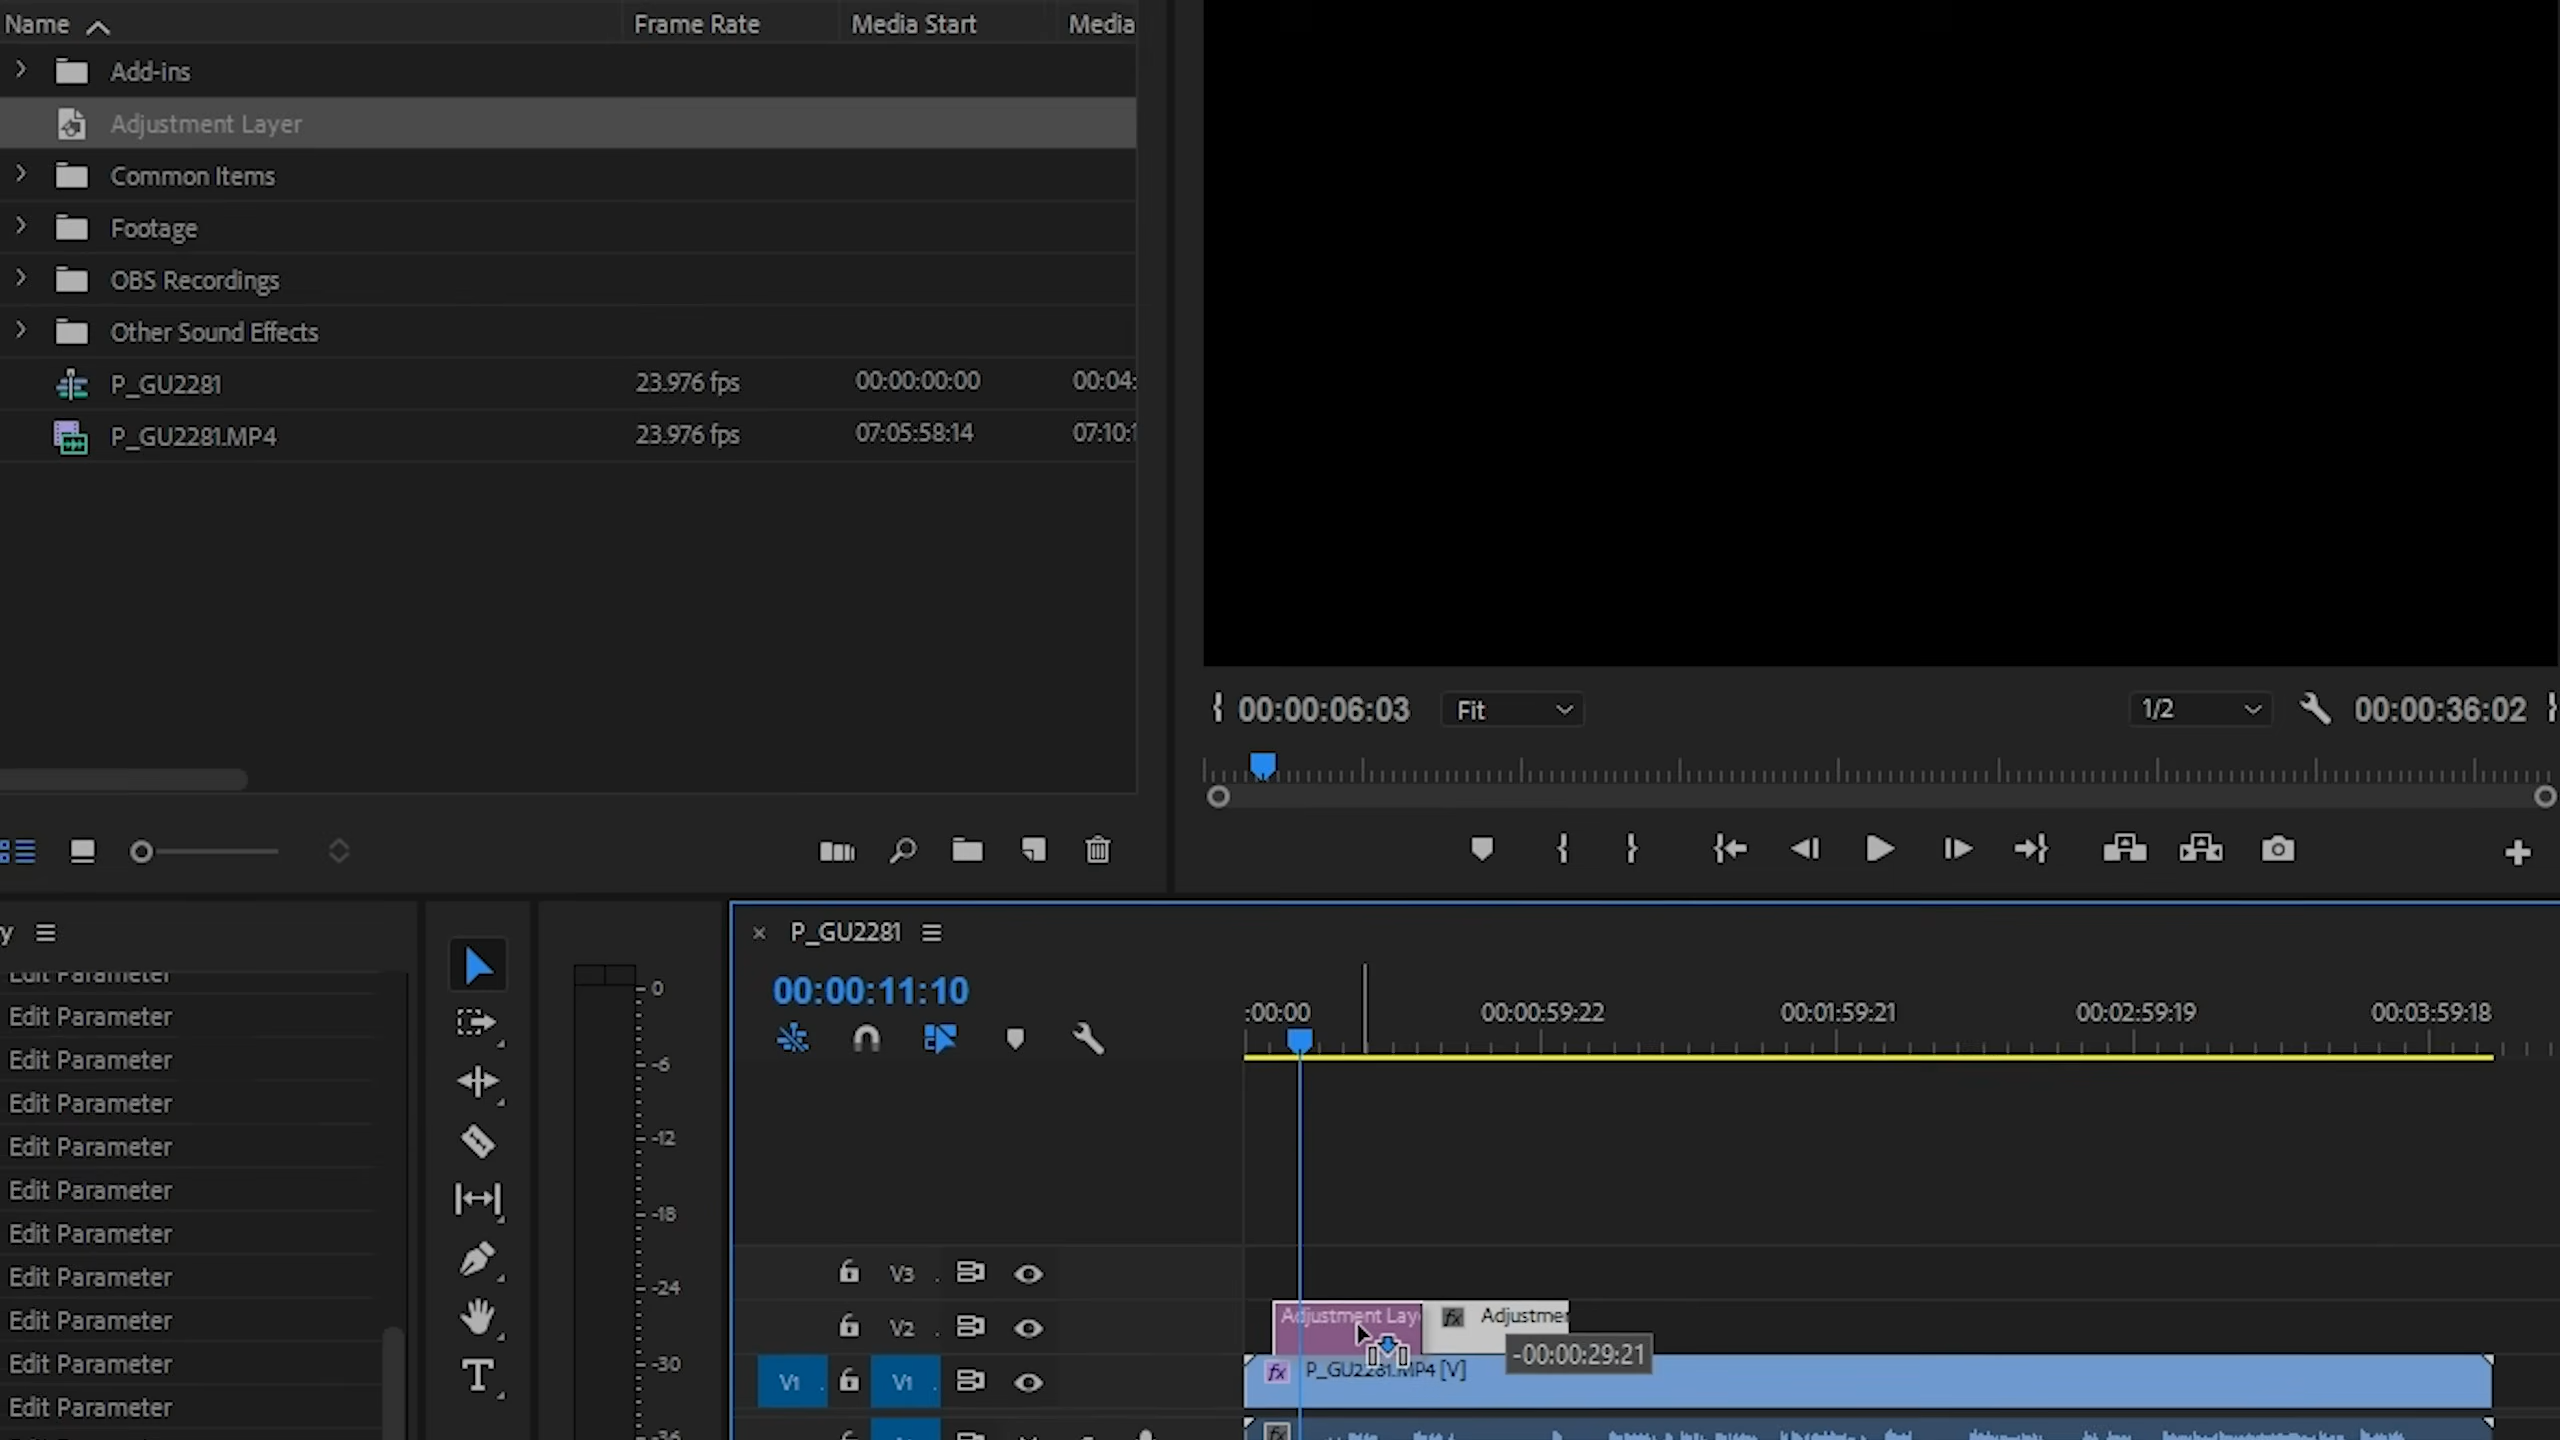 Name
Frame Rate
Media Start
Media
Add-ins
Adjustment Layer
Common Items
Footage
OBS Recordings
Other Sound Effects
P_GU2281
23.976 fps
00:00:00:00
00:04:
P_GU2281.MP4
23.976 fps
07:05:58:14
07:10:1
00:00:06:03
Fit
1/2
00:00:36:02
y
Edit Parameter
Edit Parameter
Edit Parameter
Edit Parameter
Edit Parameter
Edit Parameter
Edit Parameter
Edit Parameter
Edit Parameter
Edit Parameter
Edit Parameter
0
-6
-12
-18
-24
-30
-36
P_GU2281
00:00:11:10
:00:00
00:00:59:22
00:01:59:21
00:02:59:19
00:03:59:18
V3
V2
Adjustment Lay
fx Adjustmen
-00:00:29:21
V1
V1
fx P_GU2281.MP4 [V]
fx